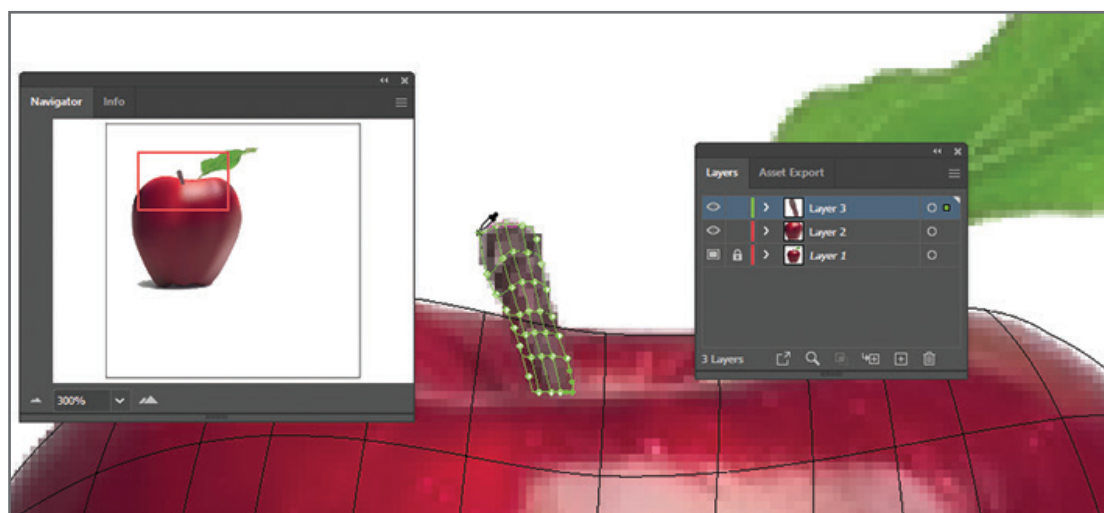 Navigator Info
300%
Layers Asset Export
Layer 3
Layer 2
Layer 1
3 Layers